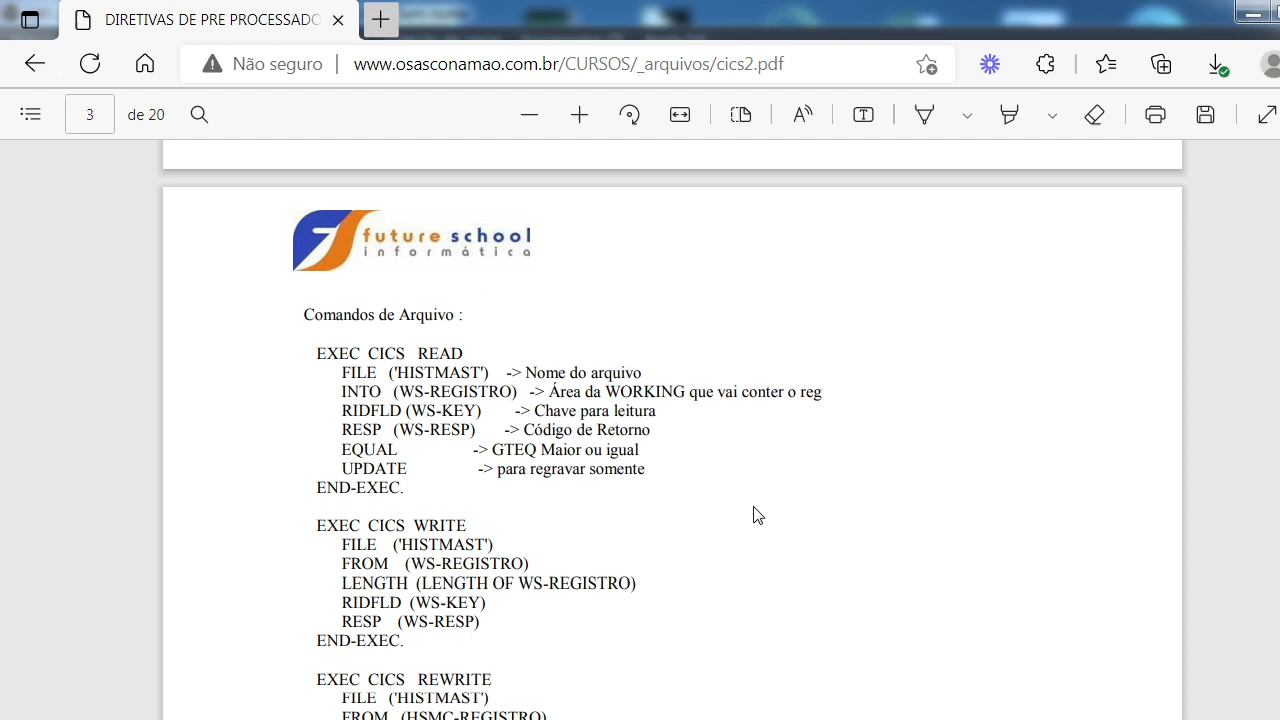 DIRETIVAS DE PRE PROCESSADO
Não seguro | www.osasconamao.com.br/CURSOS/_arquivos/cics2.pdf
3 de 20
future school
informática
Comandos de Arquivo :
EXEC CICS READ
FILE ('HISTMAST') -> Nome do arquivo
INTO (WS-REGISTRO) -> Área da WORKING que vai conter o reg
RIDFLD (WS-KEY) -> Chave para leitura
RESP (WS-RESP) -> Código de Retorno
EQUAL -> GTEQ Maior ou igual
UPDATE -> para regravar somente
END-EXEC.
EXEC CICS WRITE
FILE ('HISTMAST')
FROM (WS-REGISTRO)
LENGTH (LENGTH OF WS-REGISTRO)
RIDFLD (WS-KEY)
RESP (WS-RESP)
END-EXEC.
EXEC CICS REWRITE
FILE ('HISTMAST')
FROM (HSMC-REGISTRO)